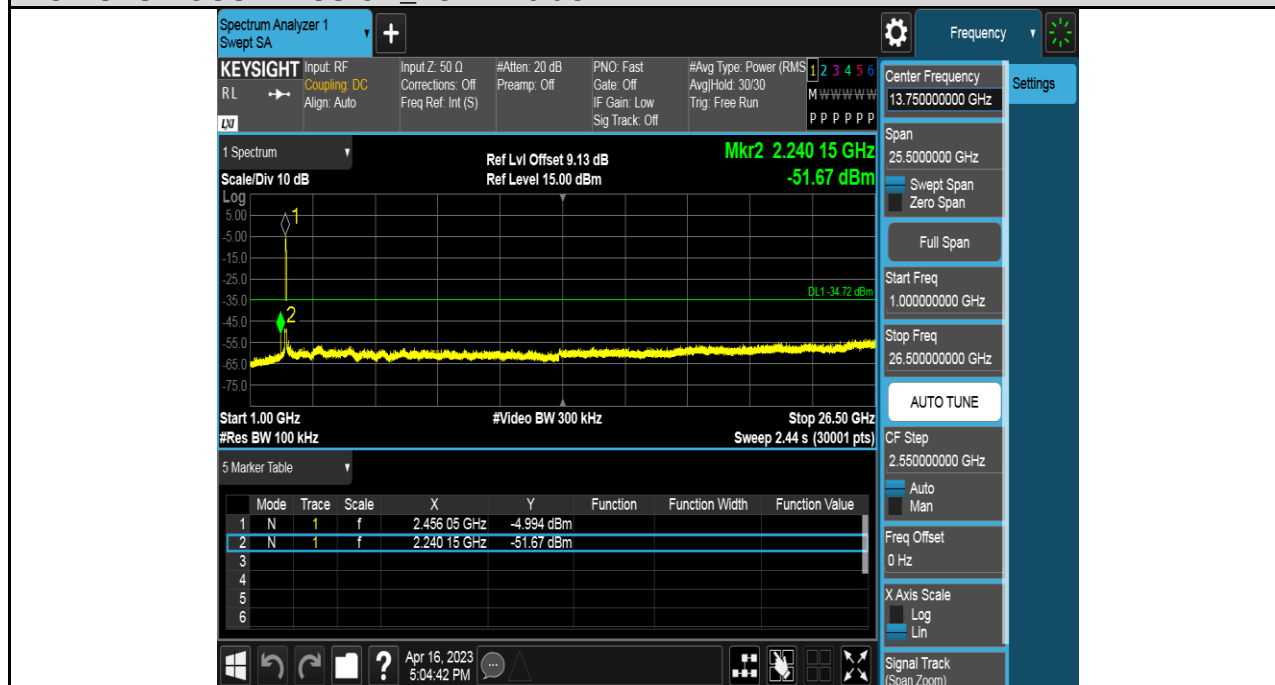 Spectrum Analyzer 1
Swept SA
+
Frequency
KEYSIGHT
RL
LXI
Input: RF
Coupling: DC
Align: Auto
Input Z: 50 Ω
Corrections: Off
Freq Ref: Int (S)
#Atten: 20 dB
Preamp: Off
PNO: Fast
Gate: Off
IF Gain: Low
Sig Track: Off
#Avg Type: Power (RMS
Avg|Hold: 30/30
Trig: Free Run
1 2 3 4 5 6
M W W W W W
P P P P P P
Center Frequency
13.750000000 GHz
Settings
Span
25.5000000 GHz
Swept Span
Zero Span
Full Span
Start Freq
1.000000000 GHz
Stop Freq
26.500000000 GHz
AUTO TUNE
CF Step
2.550000000 GHz
Auto
Man
Freq Offset
0 Hz
X Axis Scale
Log
Lin
Signal Track
(Span Zoom)
1 Spectrum
Scale/Div 10 dB
Ref Lvl Offset 9.13 dB
Ref Level 15.00 dBm
Mkr2 2.240 15 GHz
-51.67 dBm
Log
5.00
-5.00
-15.0
-25.0
-35.0
-45.0
-55.0
-65.0
-75.0
1
2
DL1 -34.72 dBm
Start 1.00 GHz
#Video BW 300 kHz
Stop 26.50 GHz
#Res BW 100 kHz
Sweep 2.44 s (30001 pts)
5 Marker Table
Mode Trace Scale X Y Function Function Width Function Value
1 N 1 f 2.456 05 GHz -4.994 dBm
2 N 1 f 2.240 15 GHz -51.67 dBm
3
4
5
6
?
Apr 16, 2023
5:04:42 PM